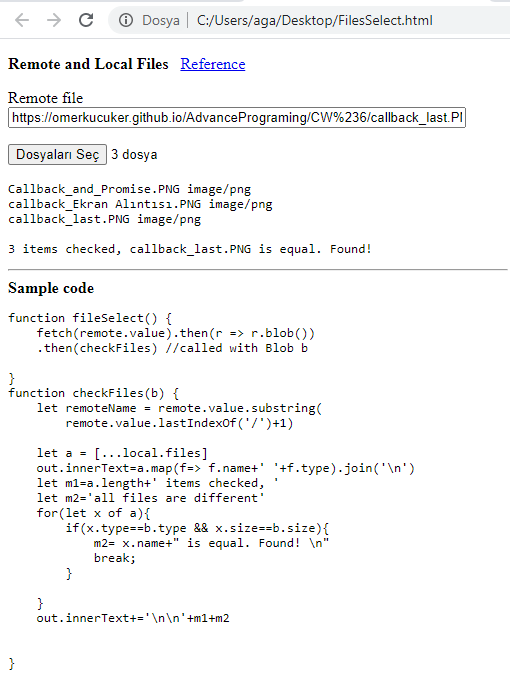 Dosya | C:/Users/aga/Desktop/FilesSelect.html
Remote and Local Files Reference
Remote file
https://omerkucuker.github.io/AdvancePrograming/CW%236/callback_last.PI
Dosyaları Seç 3 dosya
Callback_and_Promise.PNG image/png
callback_Ekran Alıntısı.PNG image/png
callback_last.PNG image/png
3 items checked, callback_last.PNG is equal. Found!
Sample code
function fileSelect() {
    fetch(remote.value).then(r => r.blob())
    .then(checkFiles) //called with Blob b
}
function checkFiles(b) {
    let remoteName = remote.value.substring(
        remote.value.lastIndexOf('/')+1)
    let a = [...local.files]
    out.innerText=a.map(f=> f.name+' '+f.type).join('\n')
    let m1=a.length+' items checked, '
    let m2='all files are different'
    for(let x of a){
        if(x.type==b.type && x.size==b.size){
            m2= x.name+" is equal. Found! \n"
            break;
        }
    }
    out.innerText+='\n\n'+m1+m2
}